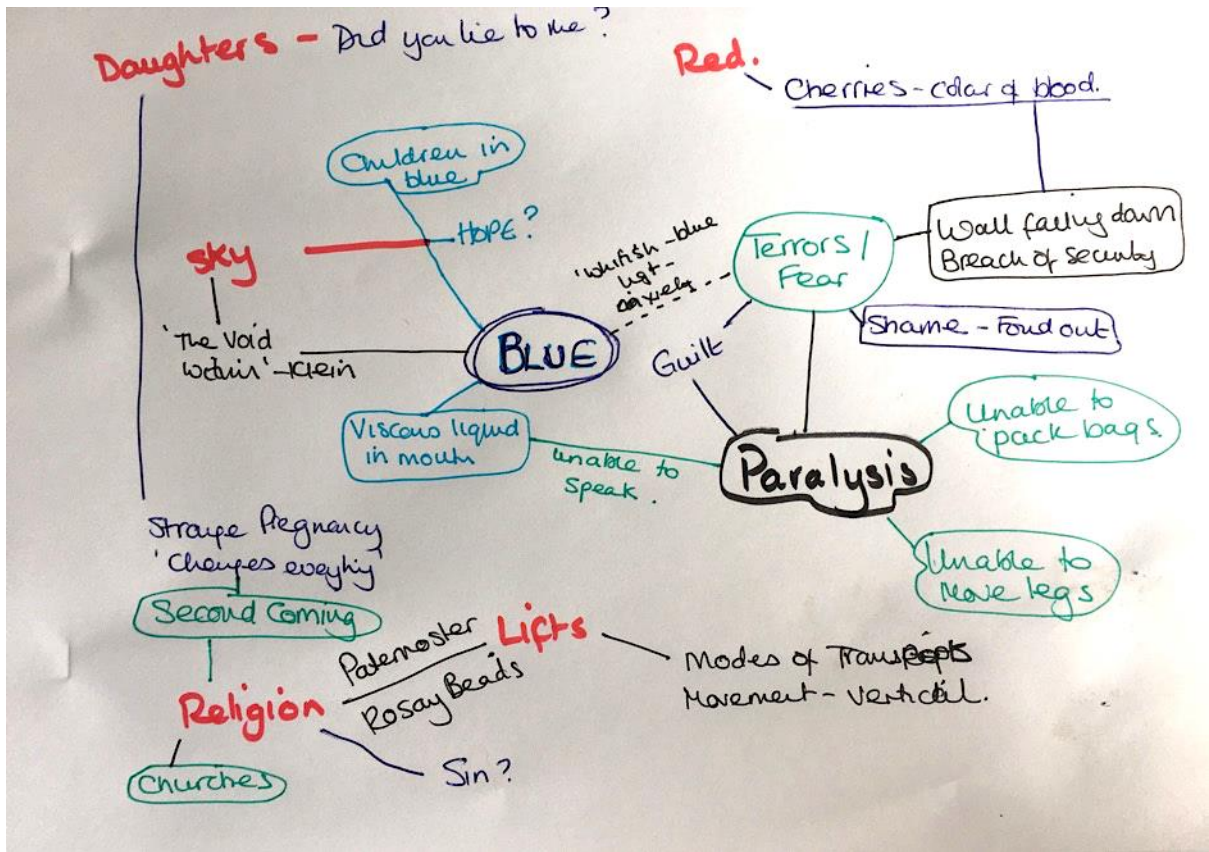 Daughters - Did you lie to me?
Red.
Cherries - colar of blood.
Children in
blue
HOPE?
sky
'The Void
Within' - Klein
BLUE
'Whitish - blue
light -
anxiety
Terrors /
Fear
Wall falling down
Breach of Security
Shame - Found out
Guilt
Viscous liquid
in mouth
unable to
speak.
Paralysis
Unable to
pack bags
Unable to
move legs
Strange Pregnancy
'Changes everything'
Second Coming
Religion
Paternoster
Rosay Beads
Lifts
Modes of
Movement - vertical.
Churches
Sin?